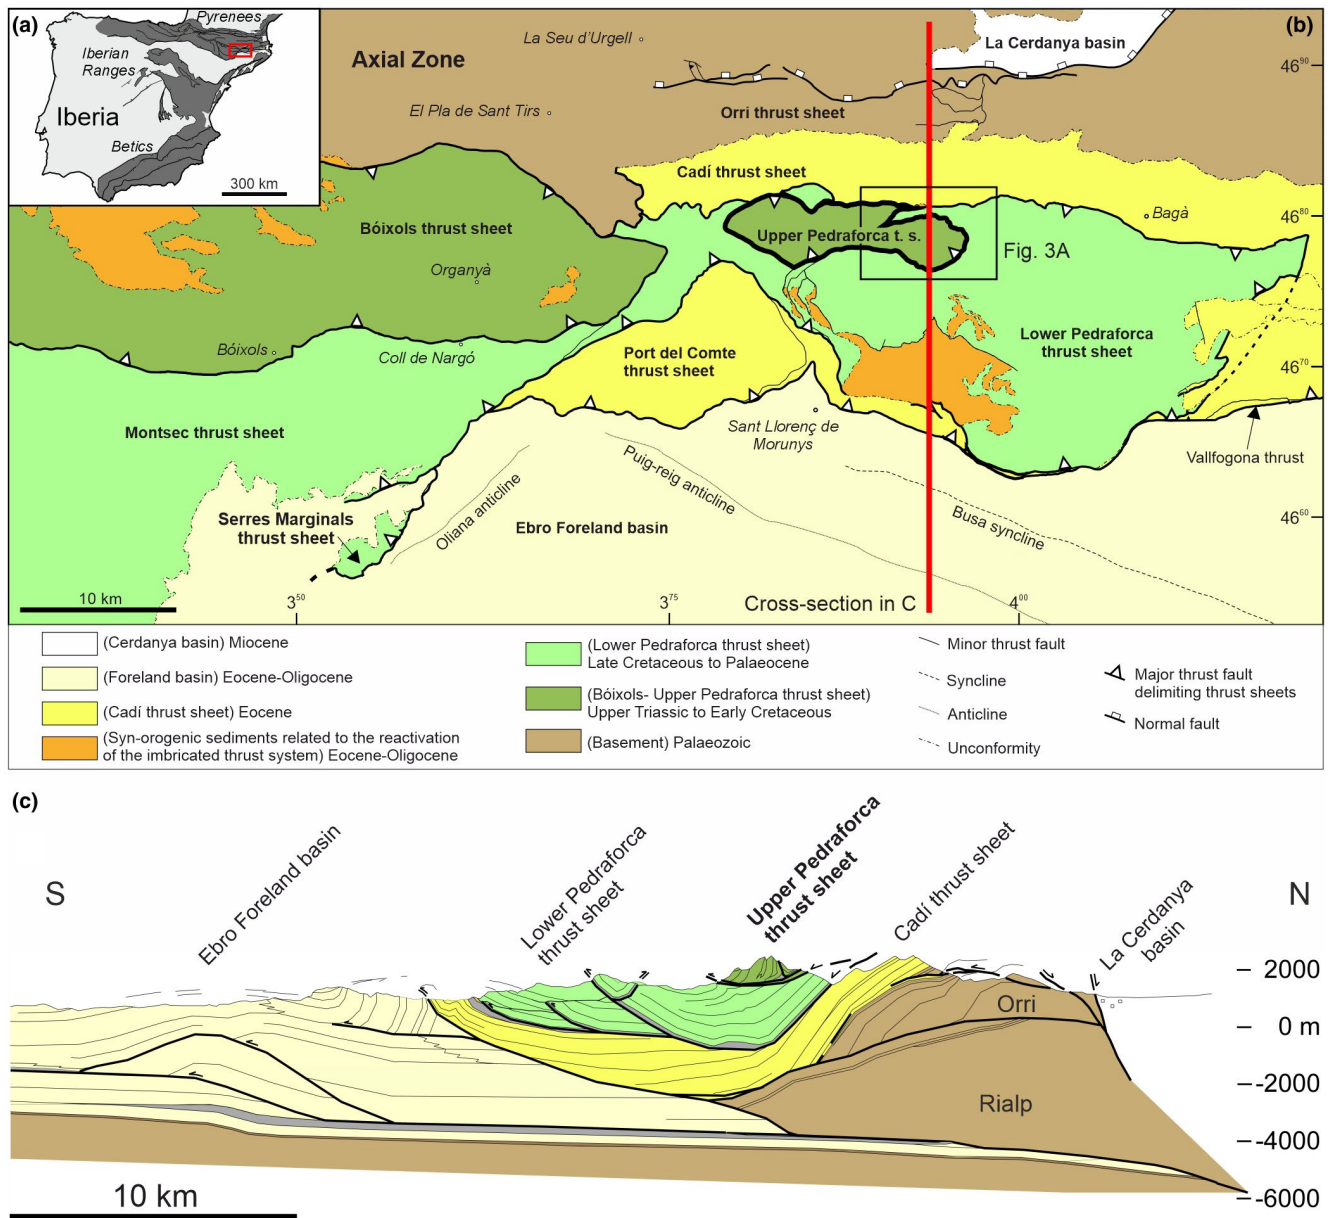 (a)
Pyrenees
Iberian
Ranges
Iberia
Betics
300 km
(b)
La Seu d'Urgell
Axial Zone
La Cerdanya basin
46⁹⁰
El Pla de Sant Tirs
Orri thrust sheet
Cadí thrust sheet
Bagà
46⁸⁰
Bóixols thrust sheet
Upper Pedraforca t. s.
Fig. 3A
Organyà
Lower Pedraforca
thrust sheet
Bóixols
Coll de Nargó
Port del Comte
thrust sheet
46⁷⁰
Montsec thrust sheet
Sant Llorenç de
Morunys
Vallfogona thrust
Serres Marginals
thrust sheet
Oliana anticline
Puig-reig anticline
Ebro Foreland basin
Busa syncline
46⁶⁰
10 km
3⁵⁰
3⁷⁵
Cross-section in C
4⁰⁰
(Cerdanya basin) Miocene
(Foreland basin) Eocene-Oligocene
(Cadí thrust sheet) Eocene
(Syn-orogenic sediments related to the reactivation
of the imbricated thrust system) Eocene-Oligocene
(Lower Pedraforca thrust sheet)
Late Cretaceous to Palaeocene
(Bóixols- Upper Pedraforca thrust sheet)
Upper Triassic to Early Cretaceous
(Basement) Palaeozoic
Minor thrust fault
Syncline
Anticline
Unconformity
Major thrust fault
delimiting thrust sheets
Normal fault
(c)
S
N
Ebro Foreland basin
Lower Pedraforca
thrust sheet
Upper Pedraforca
thrust sheet
Cadí thrust sheet
La Cerdanya
basin
2000
Orri
0 m
-2000
Rialp
-4000
-6000
10 km